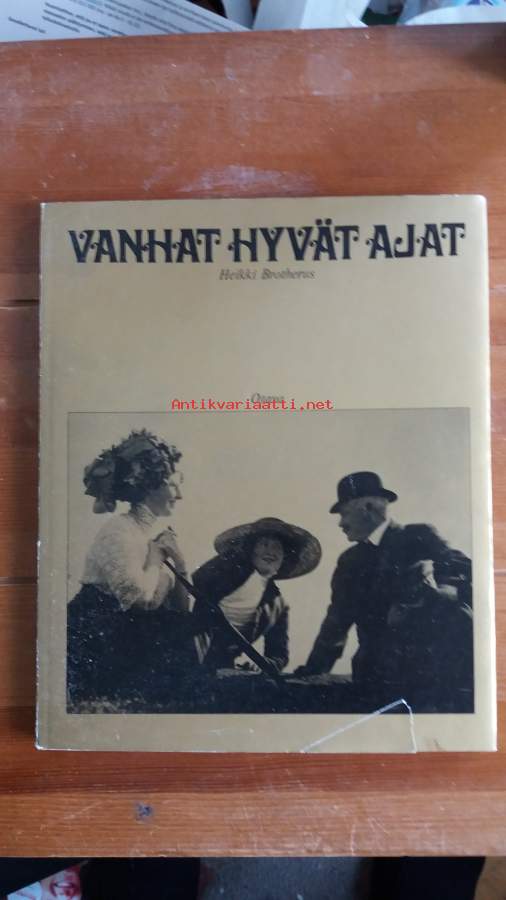 VANHAT HYVÄT AJAT
Heikki Brotherus
Otava
Antikvariaatti.net